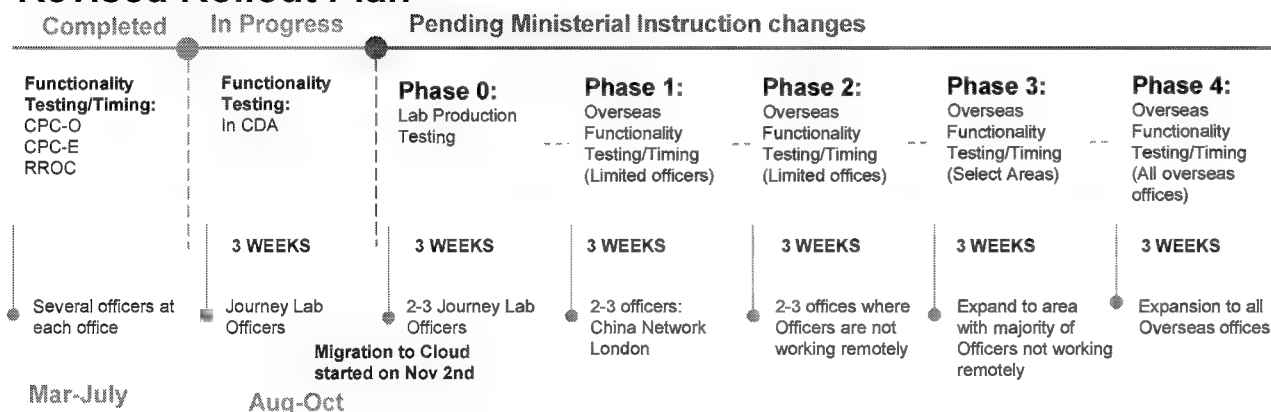 Revised Rollout Plan
Completed
In Progress
Pending Ministerial Instruction changes
Functionality
Testing/Timing:
CPC-O
CPC-E
RROC
Functionality
Testing:
In CDA
Phase 0:
Lab Production
Testing
Phase 1:
Overseas
Functionality
Testing/Timing
(Limited officers)
Phase 2:
Overseas
Functionality
Testing/Timing
(Limited offices)
Phase 3:
Overseas
Functionality
Testing/Timing
(Select Areas)
Phase 4:
Overseas
Functionality
Testing/Timing
(All overseas
offices)
3 WEEKS
3 WEEKS
3 WEEKS
3 WEEKS
3 WEEKS
3 WEEKS
Several officers at
each office
Journey Lab
Officers
2-3 Journey Lab
Officers
Migration to Cloud
started on Nov 2nd
2-3 officers:
China Network
London
2-3 offices where
Officers are not
working remotely
Expand to area
with majority of
Officers not working
remotely
Expansion to all
Overseas offices
Mar-July
Aug-Oct